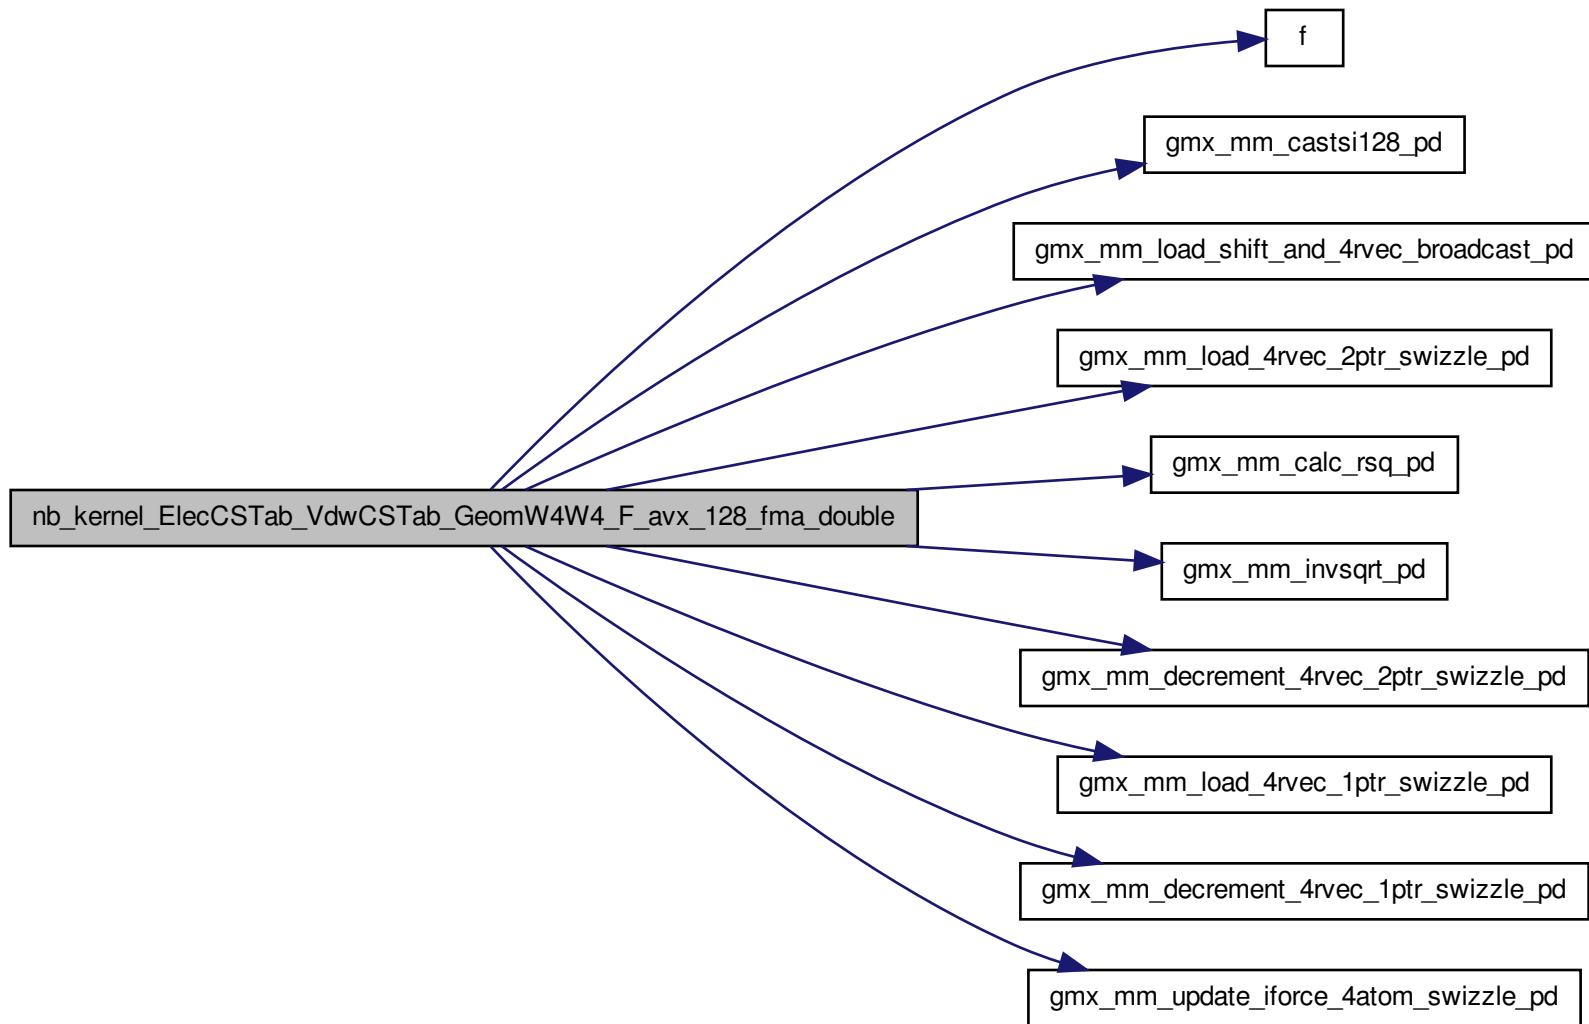 f
gmx_mm_castsi128_pd
gmx_mm_load_shift_and_4rvec_broadcast_pd
gmx_mm_load_4rvec_2ptr_swizzle_pd
gmx_mm_calc_rsq_pd
nb_kernel_ElecCSTab_VdwCSTab_GeomW4W4_F_avx_128_fma_double
gmx_mm_invsqrt_pd
gmx_mm_decrement_4rvec_2ptr_swizzle_pd
gmx_mm_load_4rvec_1ptr_swizzle_pd
gmx_mm_decrement_4rvec_1ptr_swizzle_pd
gmx_mm_update_iforce_4atom_swizzle_pd